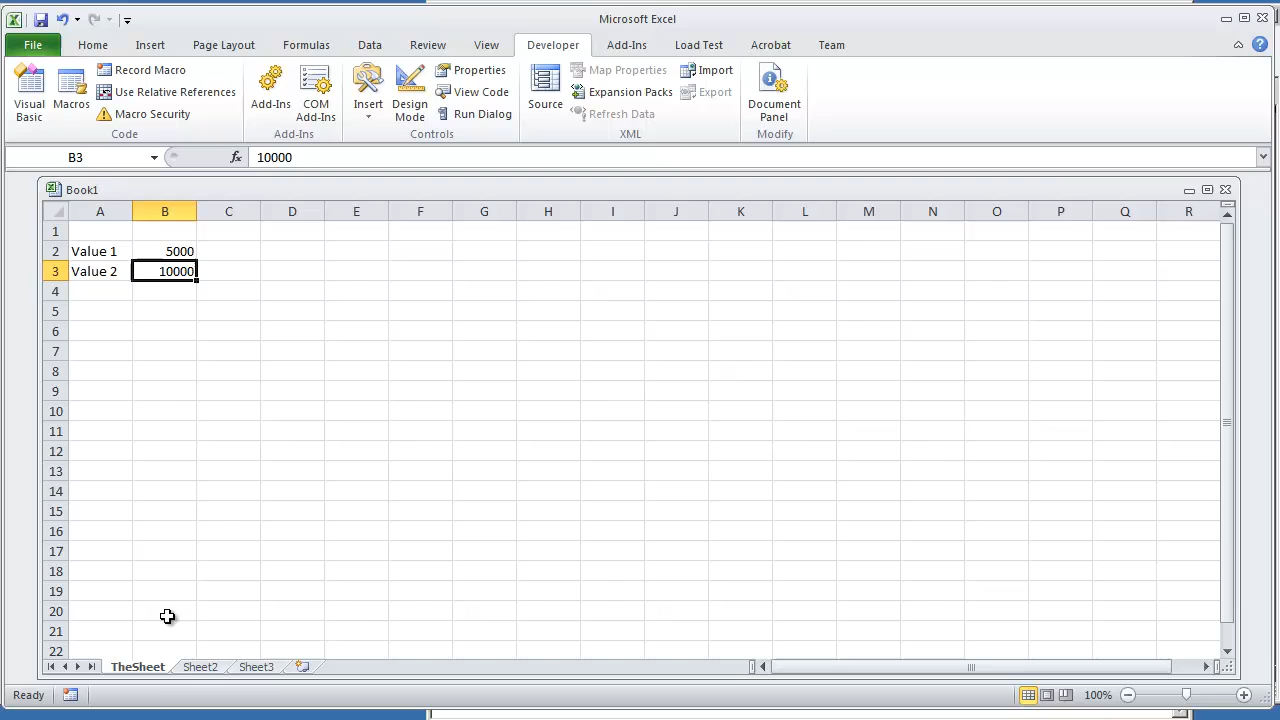 Microsoft Excel
File Home Insert Page Layout Formulas Data Review View Developer Add-Ins Load Test Acrobat Team
Visual Basic
Macros
Record Macro
Use Relative References
Macro Security
Code
Add-Ins
COM Add-Ins
Add-Ins
Insert
Design Mode
Properties
View Code
Run Dialog
Controls
Source
Map Properties
Expansion Packs
Refresh Data
Import
Export
XML
Document Panel
Modify
B3 fx 10000
Book1
A B C D E F G H I J K L M N O P Q R
1
2 Value 1 5000
3 Value 2 10000
4
5
6
7
8
9
10
11
12
13
14
15
16
17
18
19
20
21
22
TheSheet Sheet2 Sheet3
Ready 100%